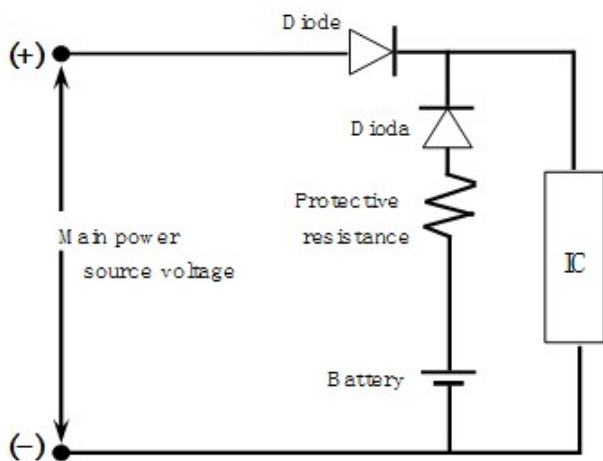 Diode
(+)
Dioda
Protective
resistance
Main power
source voltage
IC
Battery
(−)